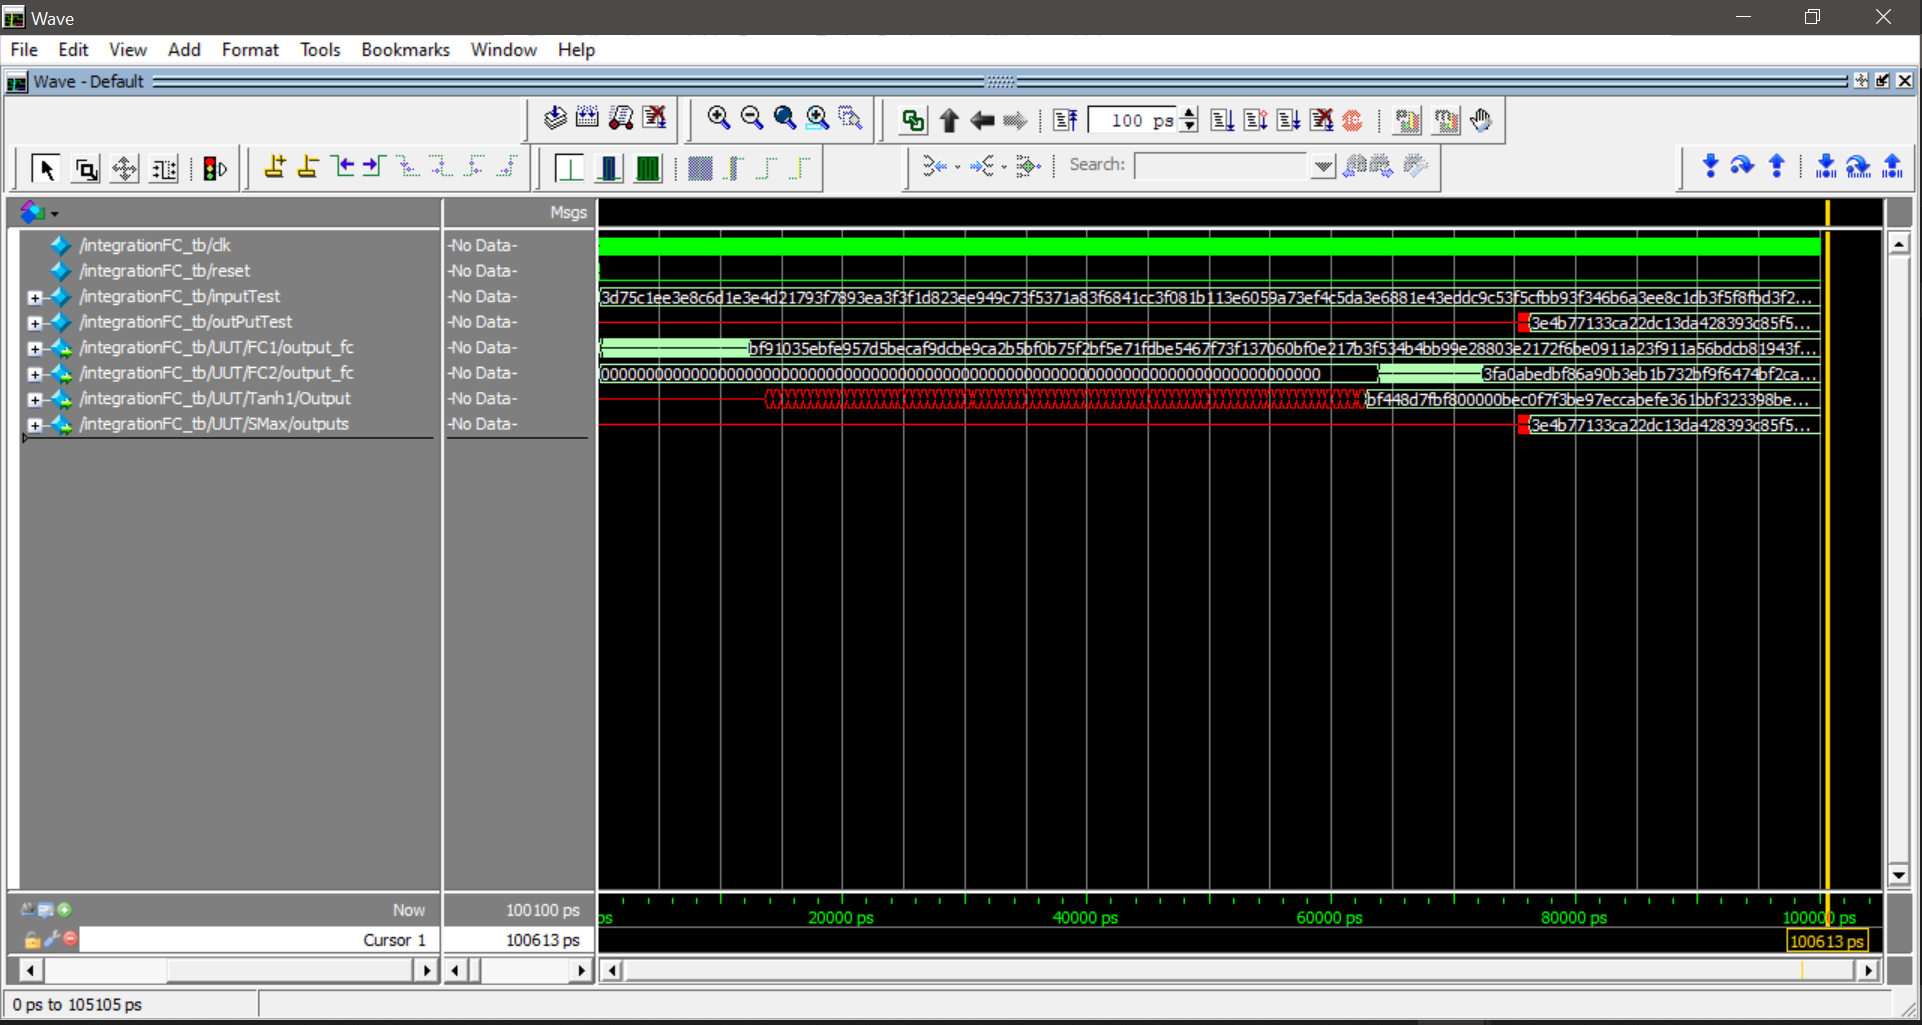 Wave
File Edit View Add Format Tools Bookmarks Window Help
Wave - Default
100 ps
Search:
Msgs
/integrationFC_tb/clk -No Data-
/integrationFC_tb/reset -No Data-
/integrationFC_tb/inputTest -No Data- 3d75c1ee3e8c6d1e3e4d21793f7893ea3f3f1d823ee949c73f5371a83f6841cc3f081b113e6059a73ef4c5da3e6881e43eddc9c53f5cfbb93f346b6a3ee8c1db3f5f8fbd3f2...
/integrationFC_tb/outPutTest -No Data- 3e4b77133ca22dc13da428393c85f5...
/integrationFC_tb/UUT/FC1/output_fc -No Data- bf91035ebfe957d5becaf9dcbe9ca2b5bf0b75f2bf5e71fdbe5467f73f137060bf0e217b3f534b4bb99e28803e2172f6be0911a23f911a56bdcb81943f...
/integrationFC_tb/UUT/FC2/output_fc -No Data- 3fa0abedbf86a90b3eb1b732bf9f6474bf2ca...
/integrationFC_tb/UUT/Tanh1/Output -No Data- bf448d7fbf800000bec0f7f3be97eccabefe361bbf323398be...
/integrationFC_tb/UUT/SMax/outputs -No Data- 3e4b77133ca22dc13da428393c85f5...
Now 100100 ps ps 20000 ps 40000 ps 60000 ps 80000 ps 100000 ps
Cursor 1 100613 ps 100613 ps
0 ps to 105105 ps